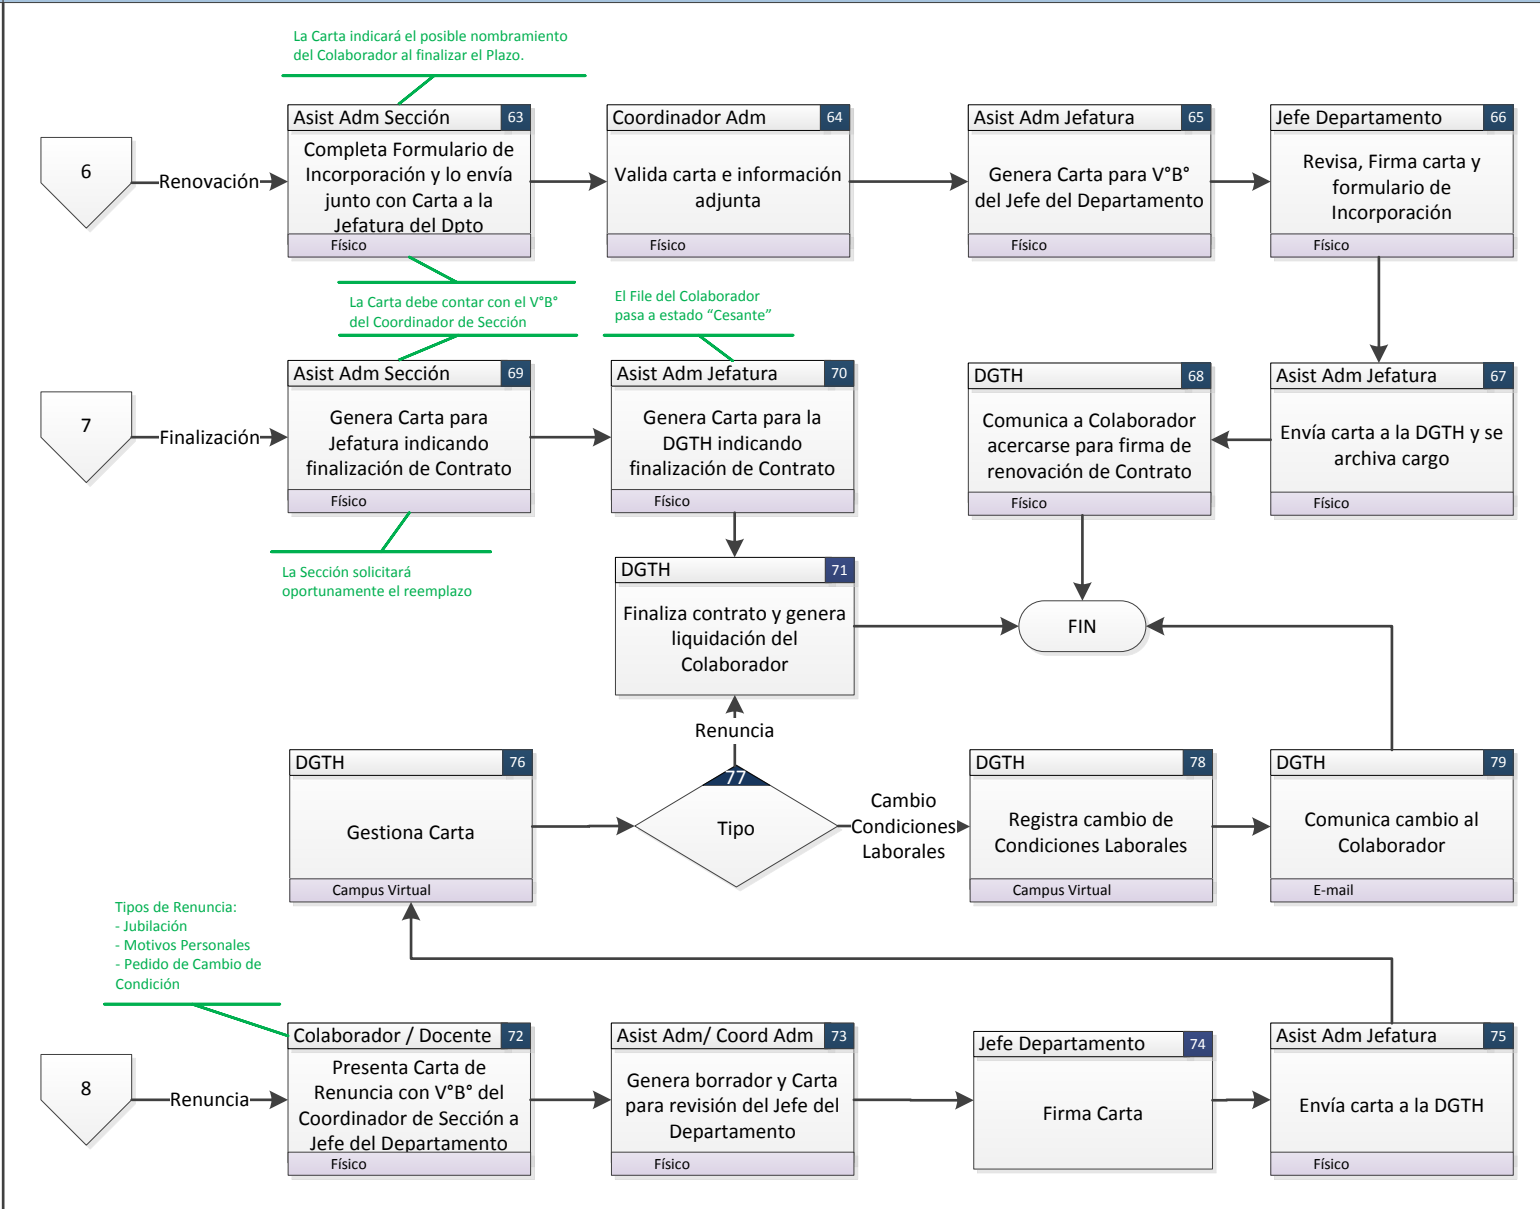 La Carta indicará el posible nombramiento
del Colaborador al finalizar el Plazo.
6
Renovación
Asist Adm Sección
63
Completa Formulario de
Incorporación y lo envía
junto con Carta a la
Jefatura del Dpto
Físico
Coordinador Adm
64
Valida carta e información
adjunta
Físico
Asist Adm Jefatura
65
Genera Carta para V°B°
del Jefe del Departamento
Físico
Jefe Departamento
66
Revisa, Firma carta y
formulario de
Incorporación
Físico
La Carta debe contar con el V°B°
del Coordinador de Sección
El File del Colaborador
pasa a estado “Cesante”
7
Finalización
Asist Adm Sección
69
Genera Carta para
Jefatura indicando
finalización de Contrato
Físico
Asist Adm Jefatura
70
Genera Carta para la
DGTH indicando
finalización de Contrato
Físico
DGTH
68
Comunica a Colaborador
acercarse para firma de
renovación de Contrato
Físico
Asist Adm Jefatura
67
Envía carta a la DGTH y se
archiva cargo
Físico
La Sección solicitará
oportunamente el reemplazo
DGTH
71
Finaliza contrato y genera
liquidación del
Colaborador
FIN
Renuncia
DGTH
76
Gestiona Carta
Campus Virtual
77
Tipo
Cambio
Condiciones
Laborales
DGTH
78
Registra cambio de
Condiciones Laborales
Campus Virtual
DGTH
79
Comunica cambio al
Colaborador
E-mail
Tipos de Renuncia:
- Jubilación
- Motivos Personales
- Pedido de Cambio de
Condición
8
Renuncia
Colaborador / Docente
72
Presenta Carta de
Renuncia con V°B° del
Coordinador de Sección a
Jefe del Departamento
Físico
Asist Adm/ Coord Adm
73
Genera borrador y Carta
para revisión del Jefe del
Departamento
Físico
Jefe Departamento
74
Firma Carta
Asist Adm Jefatura
75
Envía carta a la DGTH
Físico